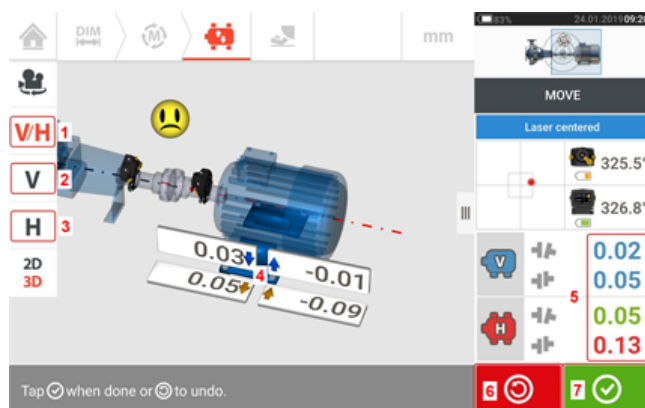 DIM
M
mm
83%
24.01.2019 09:20
MOVE
Laser centered
325.5°
326.8°
V/H
1
V
2
H
3
2D
3D
0.03
-0.01
4
0.05
-0.09
V
0.02
0.05
5
H
0.05
0.13
Tap when done or to undo.
6
7